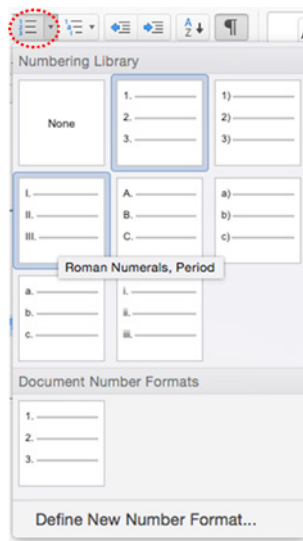 Numbering Library
None
1.
2.
3.
1)
2)
3)
I.
II.
III.
A.
B.
C.
a)
b)
c)
Roman Numerals, Period
a.
b.
c.
i.
ii.
iii.
Document Number Formats
1.
2.
3.
Define New Number Format...